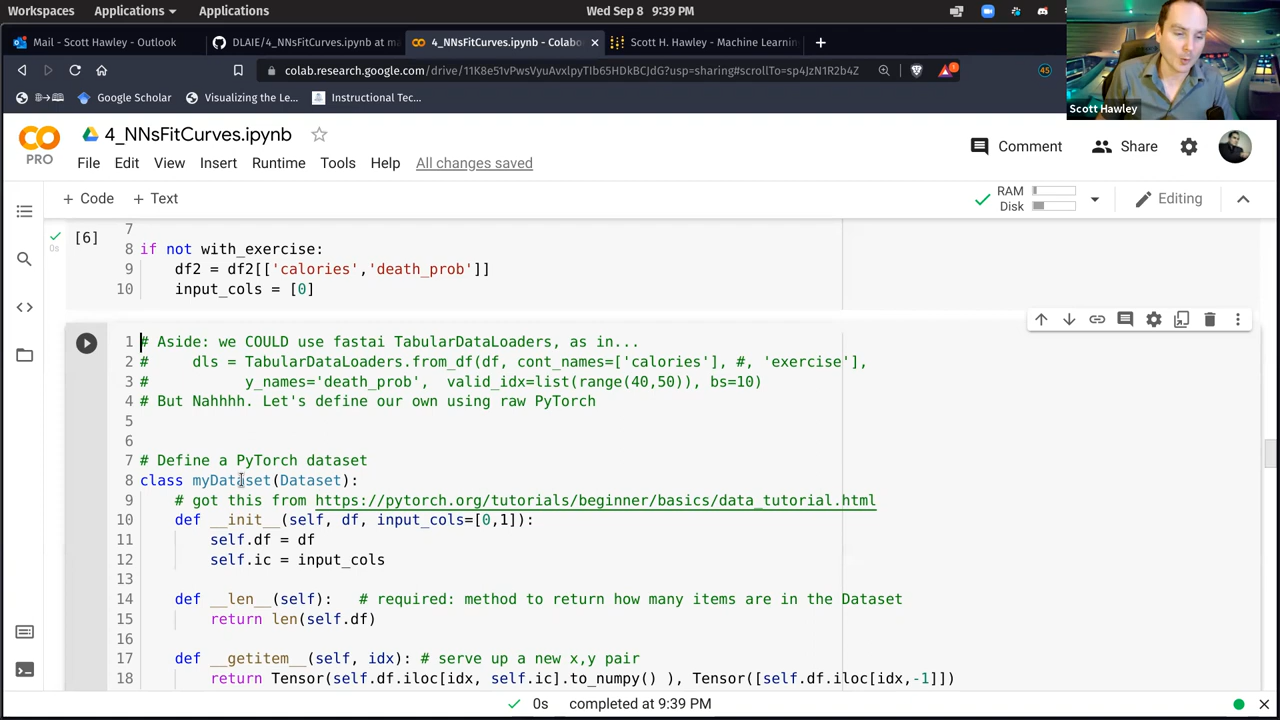 Workspaces Applications Applications Wed Sep 8 9:39 PM
Mail - Scott Hawley - Outlook
DLAIE/4_NNsFitCurves.ipynb at ma
4_NNsFitCurves.ipynb - Colabo
Scott H. Hawley - Machine Learnin
colab.research.google.com/drive/11K8e51vPwsVyuAvxlpyTIb65HDkBCJdG?usp=sharing#scrollTo=sp4JzN1R2b4Z
45
Scott Hawley
Google Scholar
Visualizing the Le...
Instructional Tec...
CO
PRO
4_NNsFitCurves.ipynb
File Edit View Insert Runtime Tools Help All changes saved
Comment
Share
+ Code + Text
RAM
Disk
Editing
[6]
0s
7
8 if not with_exercise:
9 df2 = df2[['calories','death_prob']]
10 input_cols = [0]
1 # Aside: we COULD use fastai TabularDataLoaders, as in...
2 # dls = TabularDataLoaders.from_df(df, cont_names=['calories'], #, 'exercise'],
3 # y_names='death_prob', valid_idx=list(range(40,50)), bs=10)
4 # But Nahhhh. Let's define our own using raw PyTorch
5
6
7 # Define a PyTorch dataset
8 class myDataset(Dataset):
9 # got this from https://pytorch.org/tutorials/beginner/basics/data_tutorial.html
10 def __init__(self, df, input_cols=[0,1]):
11 self.df = df
12 self.ic = input_cols
13
14 def __len__(self): # required: method to return how many items are in the Dataset
15 return len(self.df)
16
17 def __getitem__(self, idx): # serve up a new x,y pair
18 return Tensor(self.df.iloc[idx, self.ic].to_numpy() ), Tensor([self.df.iloc[idx,-1]])
0s completed at 9:39 PM